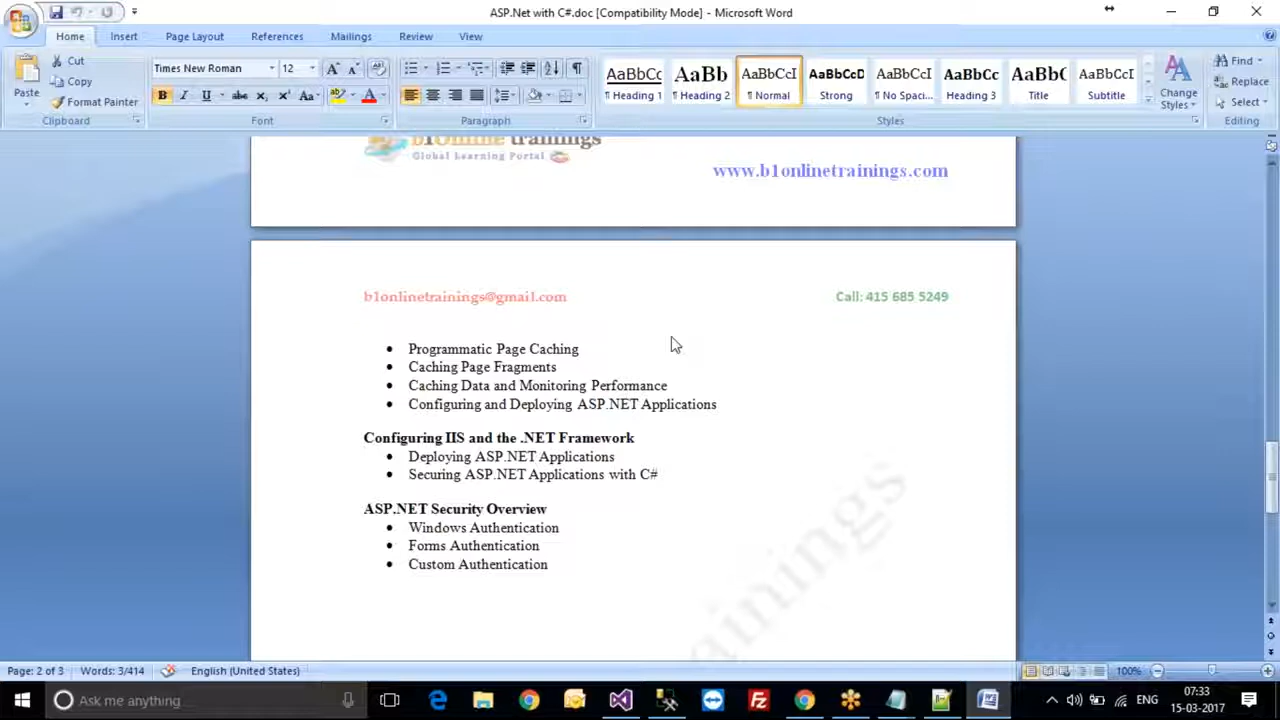 ASP.Net with C#.doc [Compatibility Mode] - Microsoft Word
Home Insert Page Layout References Mailings Review View
Cut
Copy
Format Painter
Paste
Clipboard
Times New Roman 12
B I U abc x₂ x² Aa
Font
Paragraph
AaBbCc AaBb AaBbCcI AaBbCcD AaBbCcI AaBbCc AaBbC AaBbCcI
¶ Heading 1 ¶ Heading 2 ¶ Normal Strong ¶ No Spaci... Heading 3 Title Subtitle
Change Styles
Styles
Find
Replace
Select
Editing
b1Online trainings
Global Learning Portal
www.b1onlinetrainings.com
b1onlinetrainings@gmail.com
Call: 415 685 5249
• Programmatic Page Caching
• Caching Page Fragments
• Caching Data and Monitoring Performance
• Configuring and Deploying ASP.NET Applications
Configuring IIS and the .NET Framework
• Deploying ASP.NET Applications
• Securing ASP.NET Applications with C#
ASP.NET Security Overview
• Windows Authentication
• Forms Authentication
• Custom Authentication
ainings
Page: 2 of 3 Words: 3/414 English (United States) 100%
Ask me anything
ENG
07:33
15-03-2017